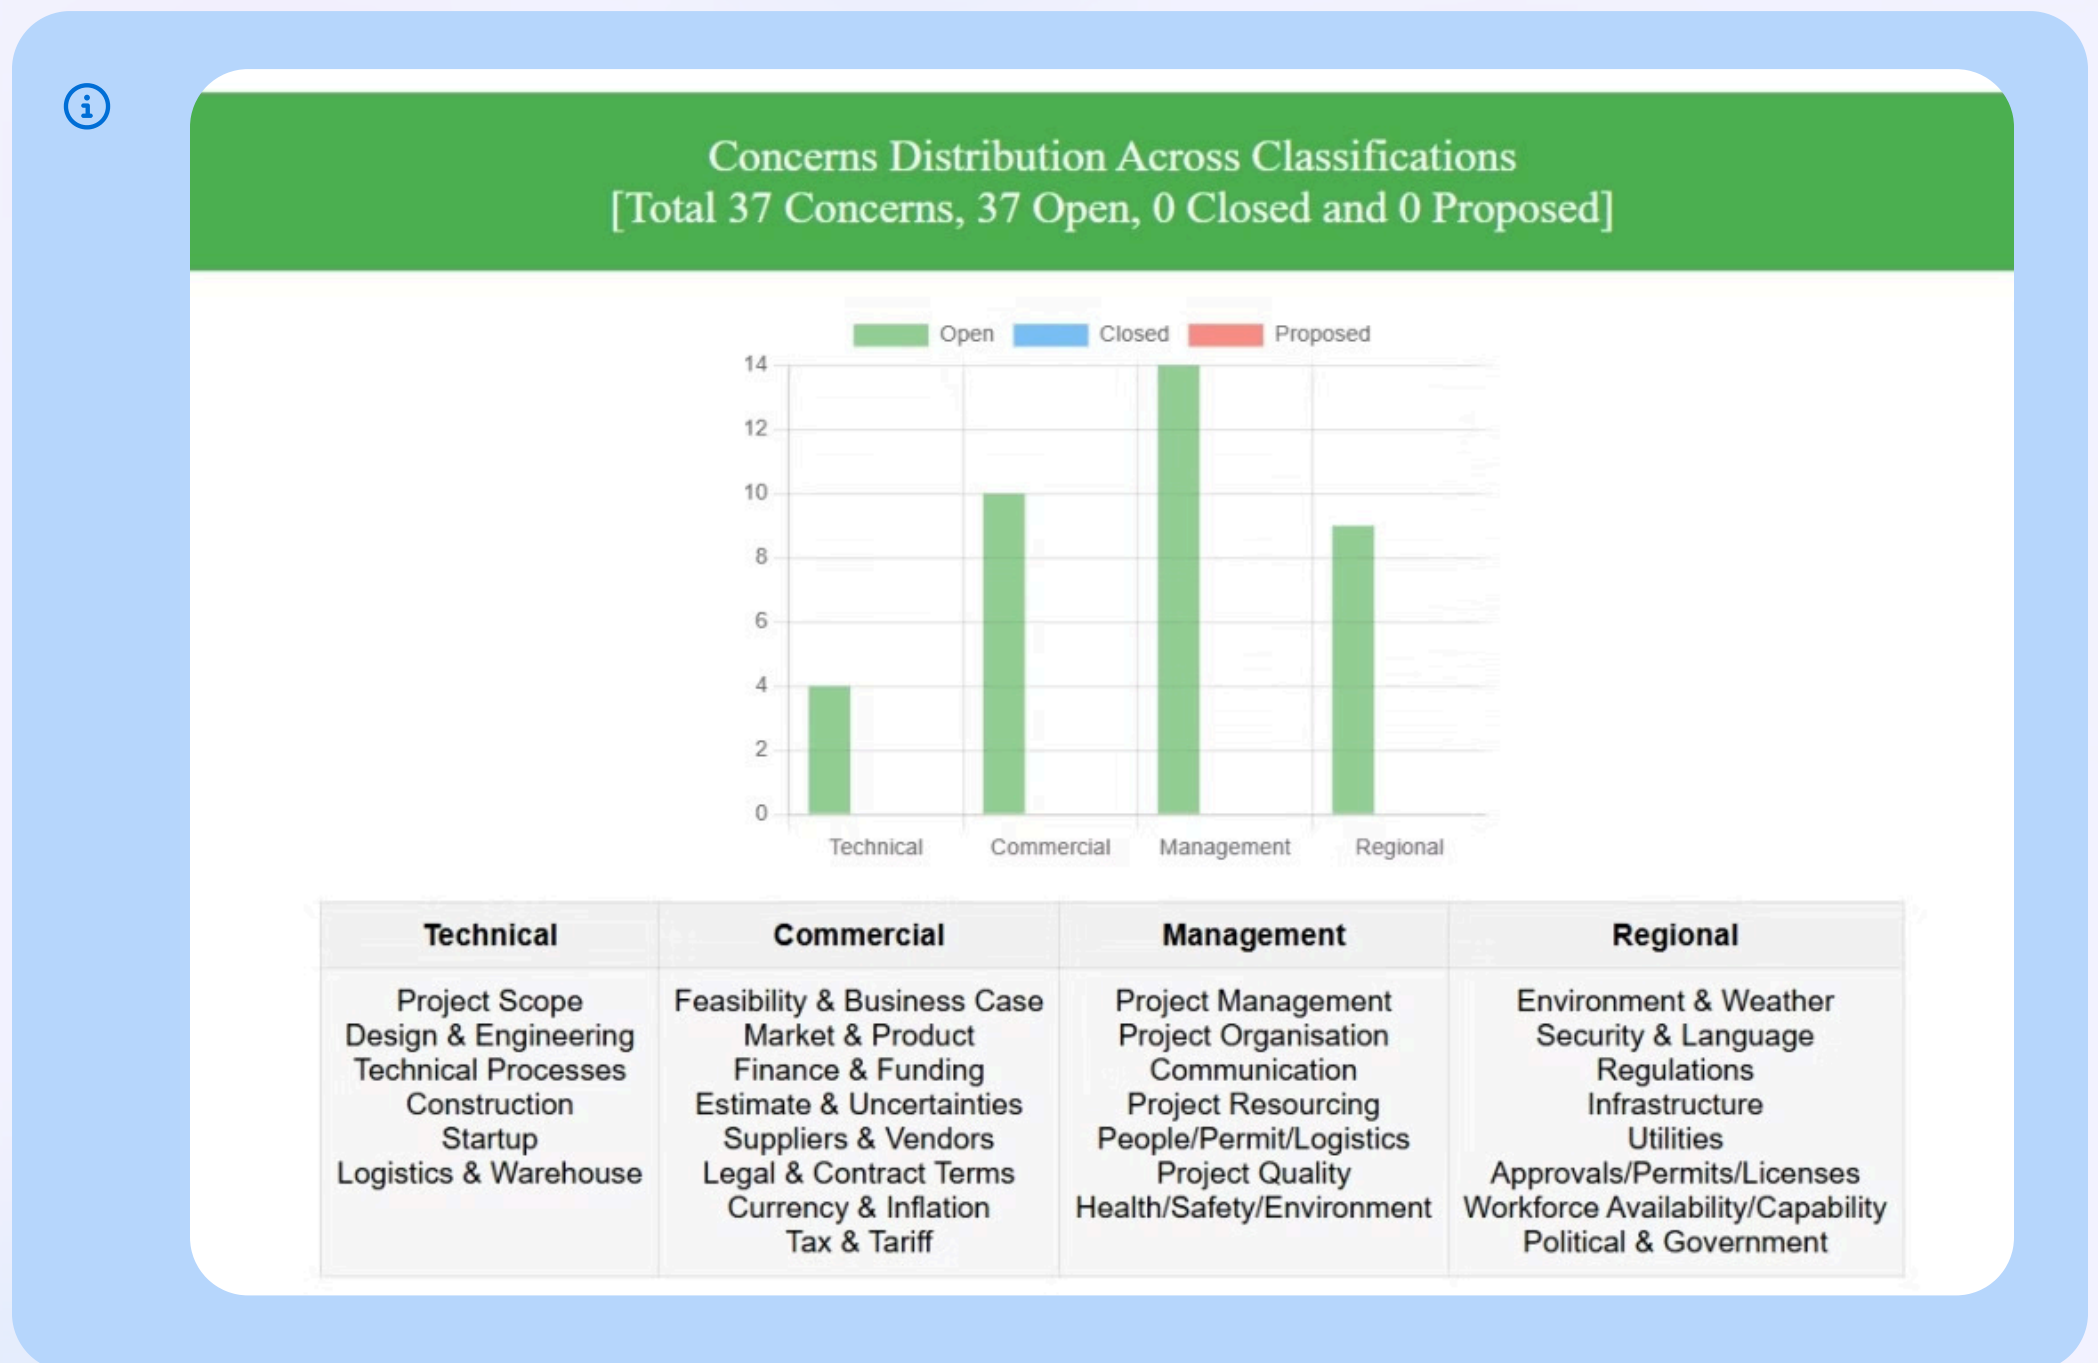 Concerns Distribution Across Classifications
[Total 37 Concerns, 37 Open, 0 Closed and 0 Proposed]
Open Closed Proposed
14
12
10
8
6
4
2
0
Technical Commercial Management Regional
Technical
Project Scope
Design & Engineering
Technical Processes
Construction
Startup
Logistics & Warehouse
Commercial
Feasibility & Business Case
Market & Product
Finance & Funding
Estimate & Uncertainties
Suppliers & Vendors
Legal & Contract Terms
Currency & Inflation
Tax & Tariff
Management
Project Management
Project Organisation
Communication
Project Resourcing
People/Permit/Logistics
Project Quality
Health/Safety/Environment
Regional
Environment & Weather
Security & Language
Regulations
Infrastructure
Utilities
Approvals/Permits/Licenses
Workforce Availability/Capability
Political & Government